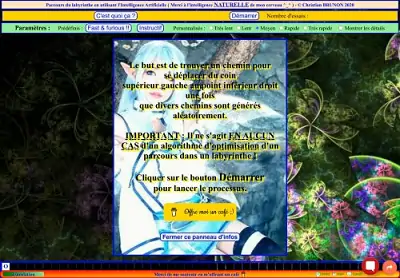 Parcours du labyrinthe en utilisant l'Intelligence Artificielle ( Merci à l'intelligence NATURELLE de mon cerveau ^_^ ) - © Christian BRUNON 2020
C'est quoi ça ? Démarrer Nombre d'essais :
Paramètres : Prédéfinis : Fast & furious !! Instructif Personnalisés : Très lent Lent Moyen Rapide Très rapide Montrer les détails
Le but est de trouver un chemin pour
se déplacer du coin
supérieur gauche au point inférieur droit
une fois
que divers chemins sont générés
aléatoirement.
IMPORTANT : Il ne s'agit EN AUCUN
CAS d'un algorithme d'optimisation d'un
parcours dans un labyrinthe !
Cliquer sur le bouton Démarrer
pour lancer le processus.
Offre moi un café :)
Fermer ce panneau d'infos